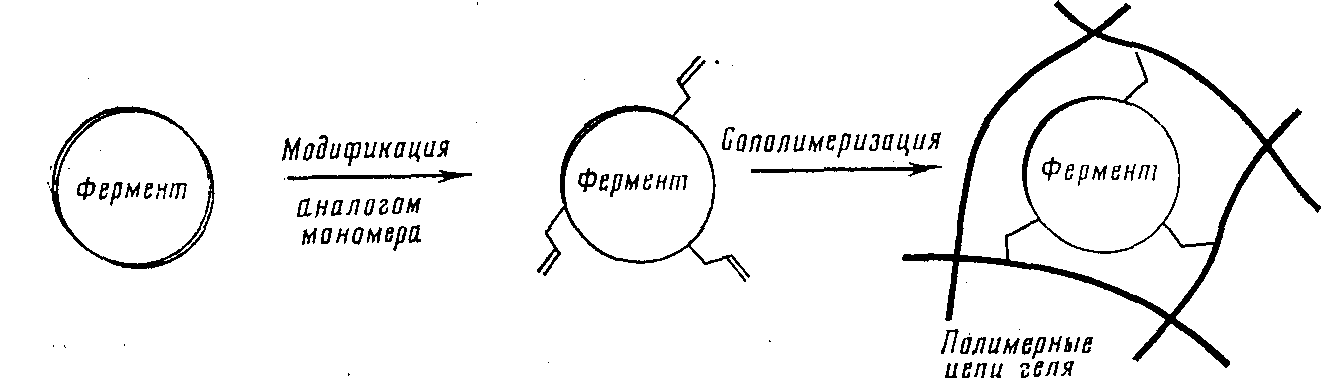 Фермент
Модификация
аналогом
мономера
Фермент
Сополимеризация
Фермент
Полимерные
цепи геля